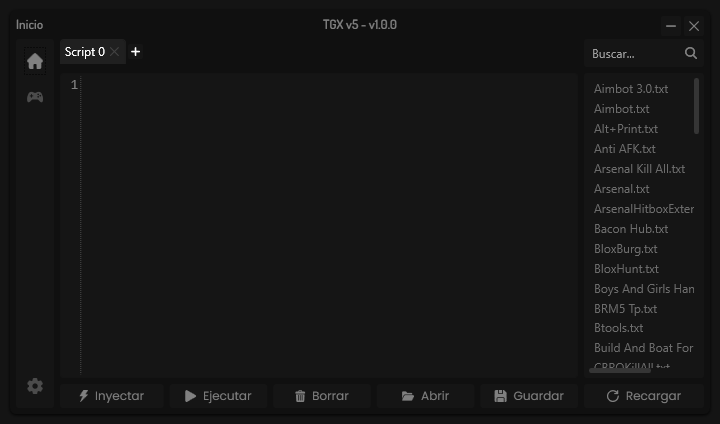 Inicio
TGX v5 - v1.0.0
Script 0
Buscar...
1
Aimbot 3.0.txt
Aimbot.txt
Alt+Print.txt
Anti AFK.txt
Arsenal Kill All.txt
Arsenal.txt
ArsenalHitboxExter
Bacon Hub.txt
BloxBurg.txt
BloxHunt.txt
Boys And Girls Han
BRM5 Tp.txt
Btools.txt
Build And Boat For
CBROKillAll.txt
Inyectar
Ejecutar
Borrar
Abrir
Guardar
Recargar